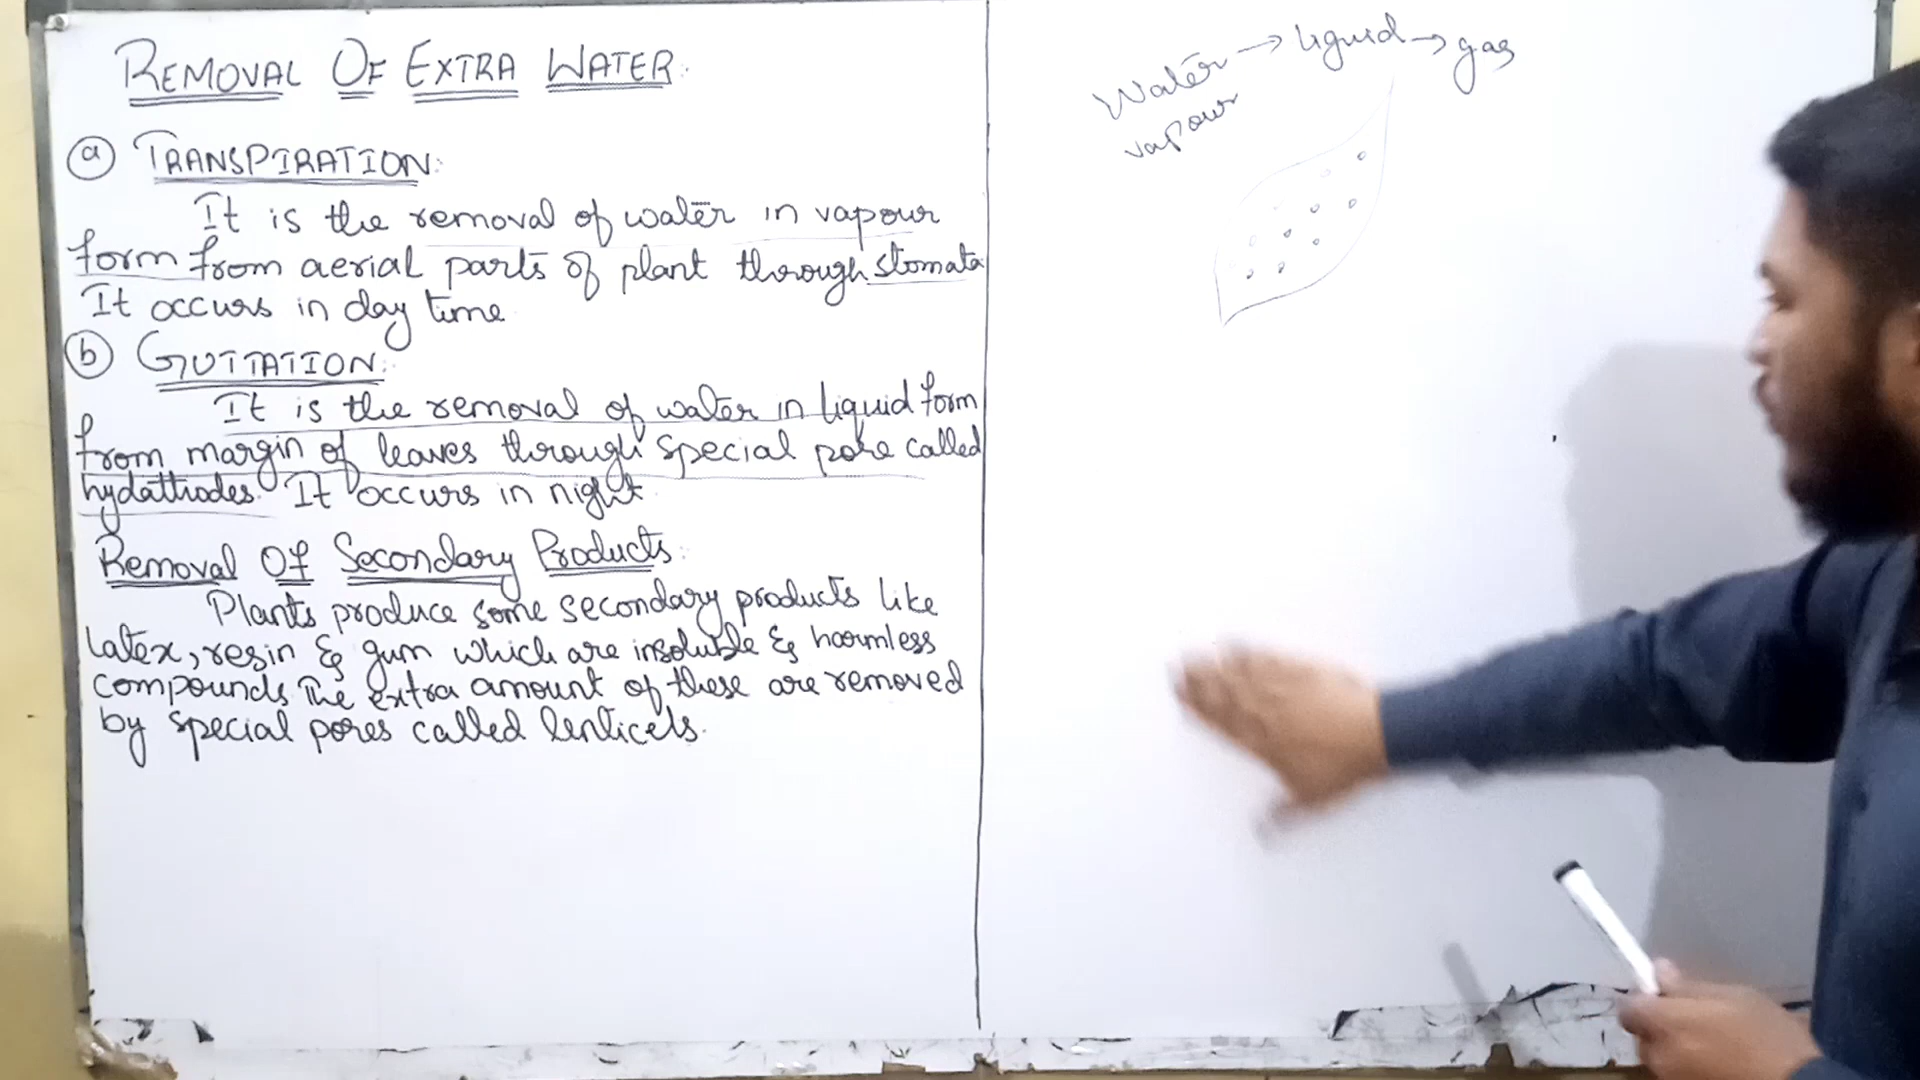 REMOVAL OF EXTRA WATER:
(a) TRANSPIRATION:
It is the removal of water in vapour
form from aerial parts of plant through stomata
It occurs in day time
(b) GUTTATION:
It is the removal of water in liquid form
from margin of leaves through special pore called
hydathodes. It occurs in night
Removal Of Secondary Products:
Plants produce some secondary products like
latex, resin & gum which are insoluble & harmless
compounds The extra amount of these are removed
by special pores called lenticels.
Water → liquid → gas
vapour